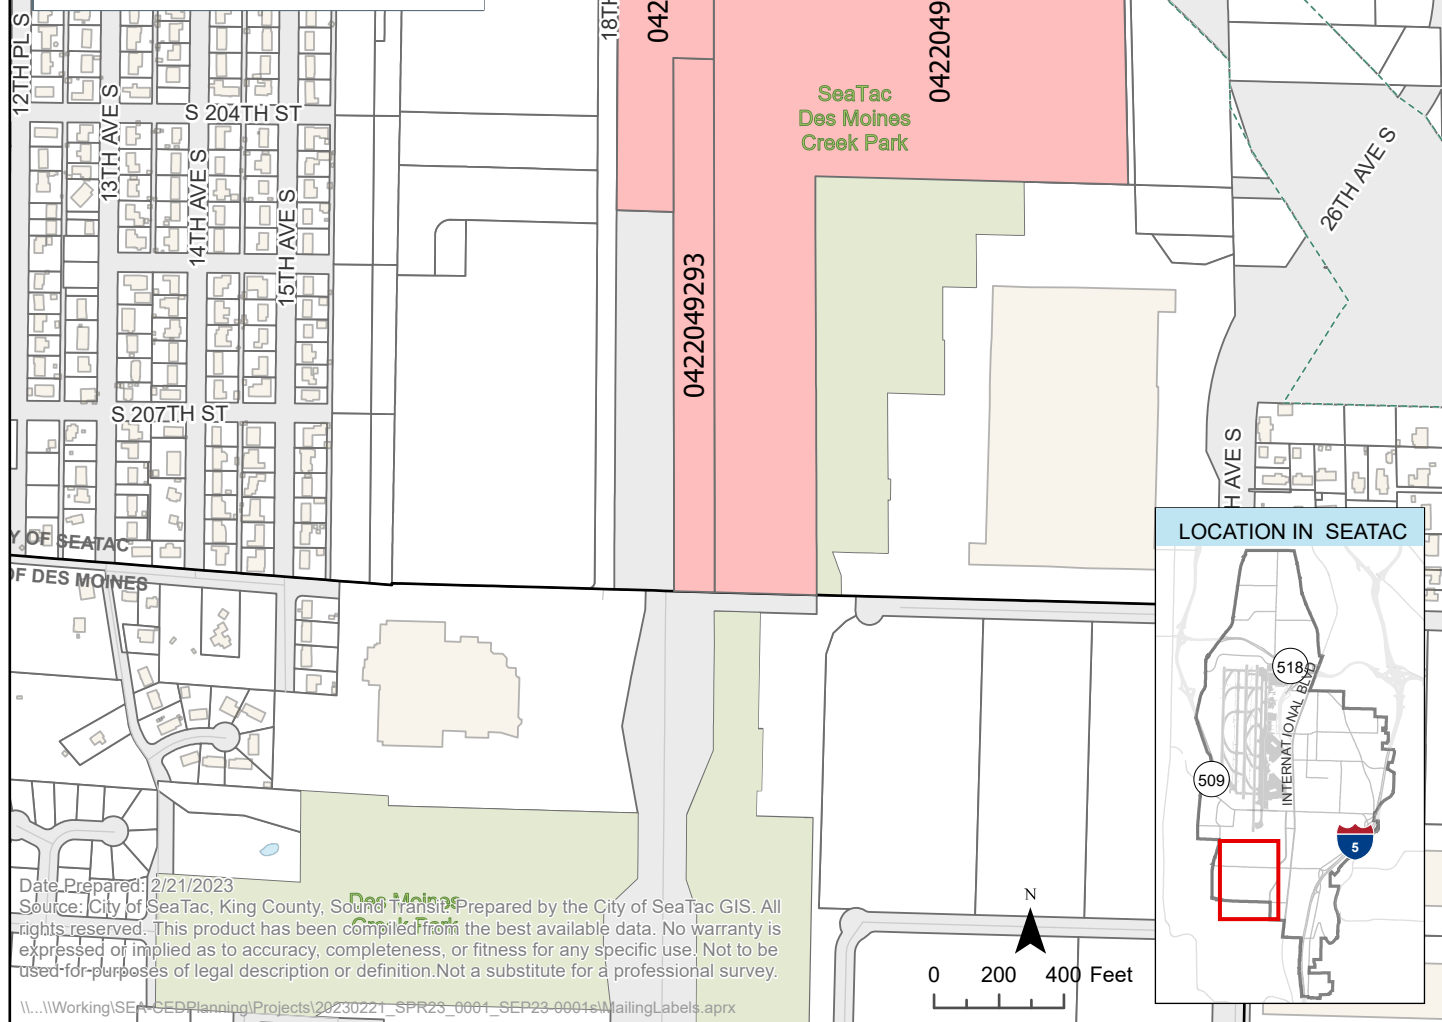 12TH PL S
13TH AVE S
S 204TH ST
14TH AVE S
15TH AVE S
18TH
042
0422049
SeaTac
Des Moines
Creek Park
26TH AVE S
0422049293
S 207TH ST
H AVE S
Y OF SEATAC
OF DES MOINES
LOCATION IN SEATAC
518
INTERNATIONAL BLVD
509
5
Des Moines
Creek Park
Date Prepared: 2/21/2023
Source: City of SeaTac, King County, Sound Transit. Prepared by the City of SeaTac GIS. All
rights reserved. This product has been compiled from the best available data. No warranty is
expressed or implied as to accuracy, completeness, or fitness for any specific use. Not to be
used for purposes of legal description or definition.Not a substitute for a professional survey.
\\...\\Working\SEA-CEDPlanning\Projects\20230221_SPR23_0001_SEP23-0001s\MailingLabels.aprx
N
0 200 400 Feet